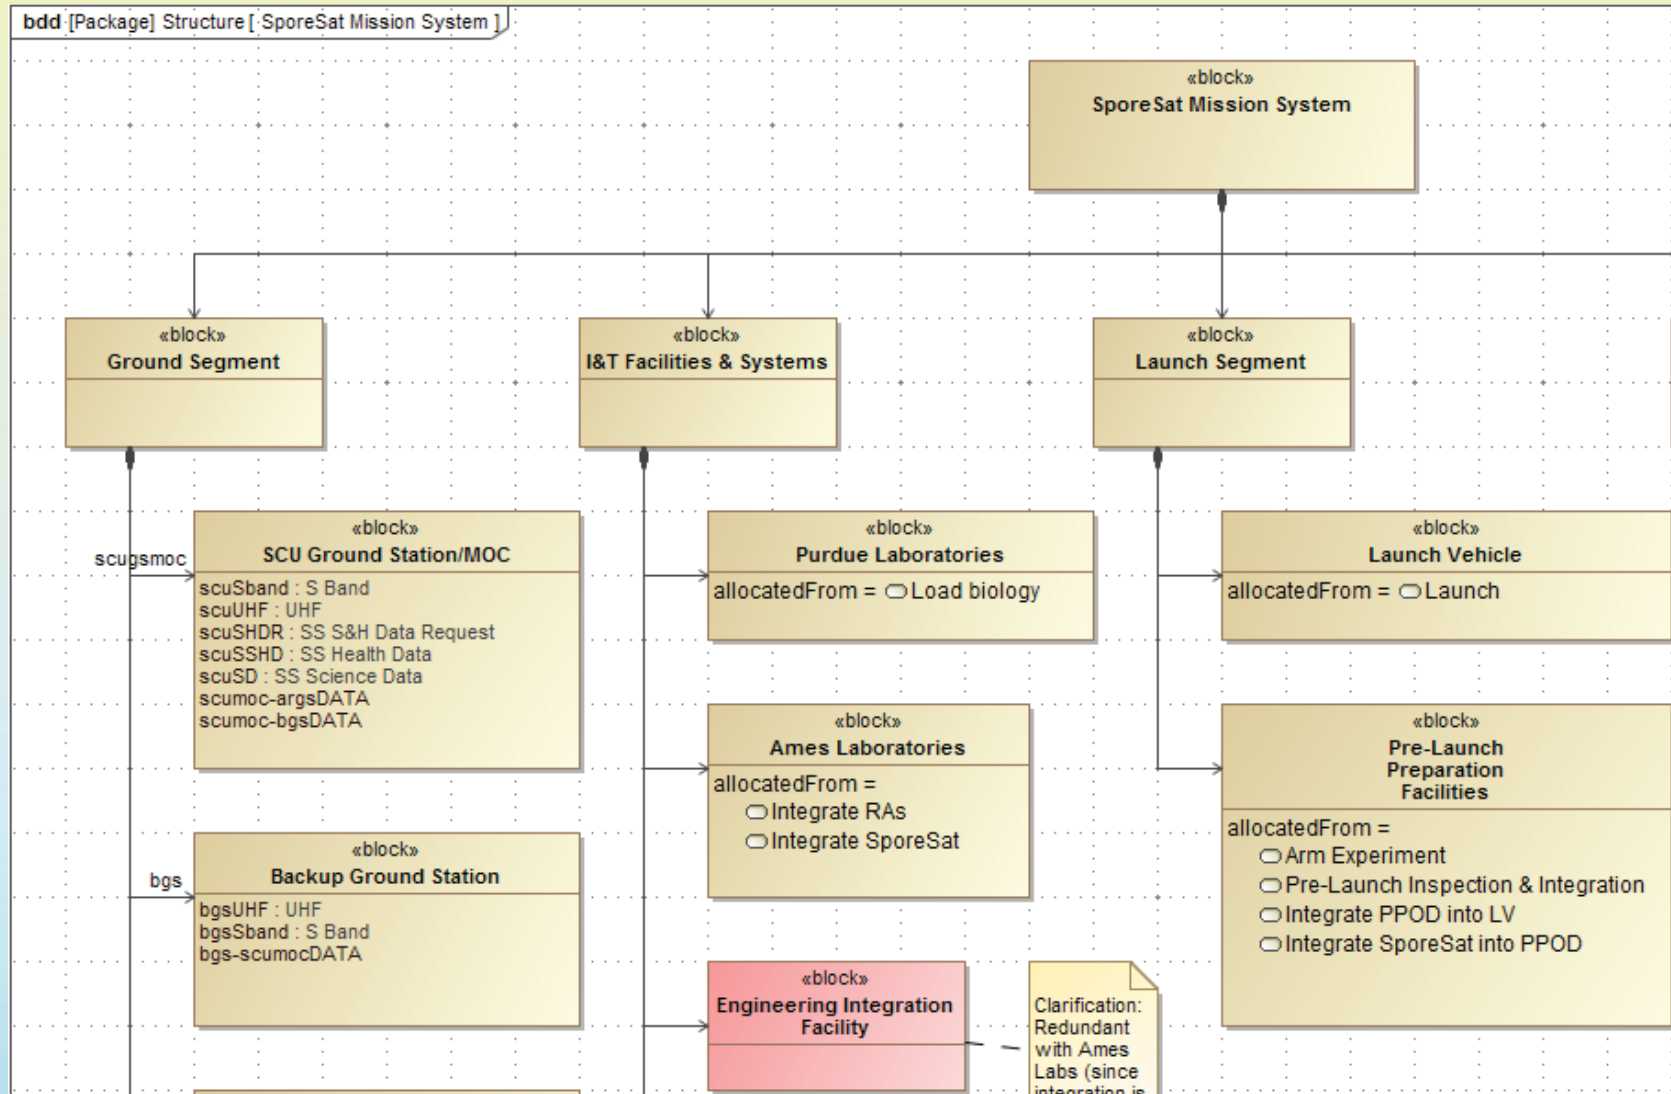 bdd [Package] Structure [ SporeSat Mission System ]
«block»
SporeSat Mission System
«block»
Ground Segment
«block»
I&T Facilities & Systems
«block»
Launch Segment
scugsmoc
«block»
SCU Ground Station/MOC
scuSband : S Band
scuUHF : UHF
scuSHDR : SS S&H Data Request
scuSSHD : SS Health Data
scuSD : SS Science Data
scumoc-argsDATA
scumoc-bgsDATA
«block»
Purdue Laboratories
allocatedFrom = Load biology
«block»
Launch Vehicle
allocatedFrom = Launch
«block»
Ames Laboratories
allocatedFrom =
Integrate RAs
Integrate SporeSat
«block»
Pre-Launch
Preparation
Facilities
allocatedFrom =
Arm Experiment
Pre-Launch Inspection & Integration
Integrate PPOD into LV
Integrate SporeSat into PPOD
bgs
«block»
Backup Ground Station
bgsUHF : UHF
bgsSband : S Band
bgs-scumocDATA
«block»
Engineering Integration
Facility
Clarification:
Redundant
with Ames
Labs (since
integration is